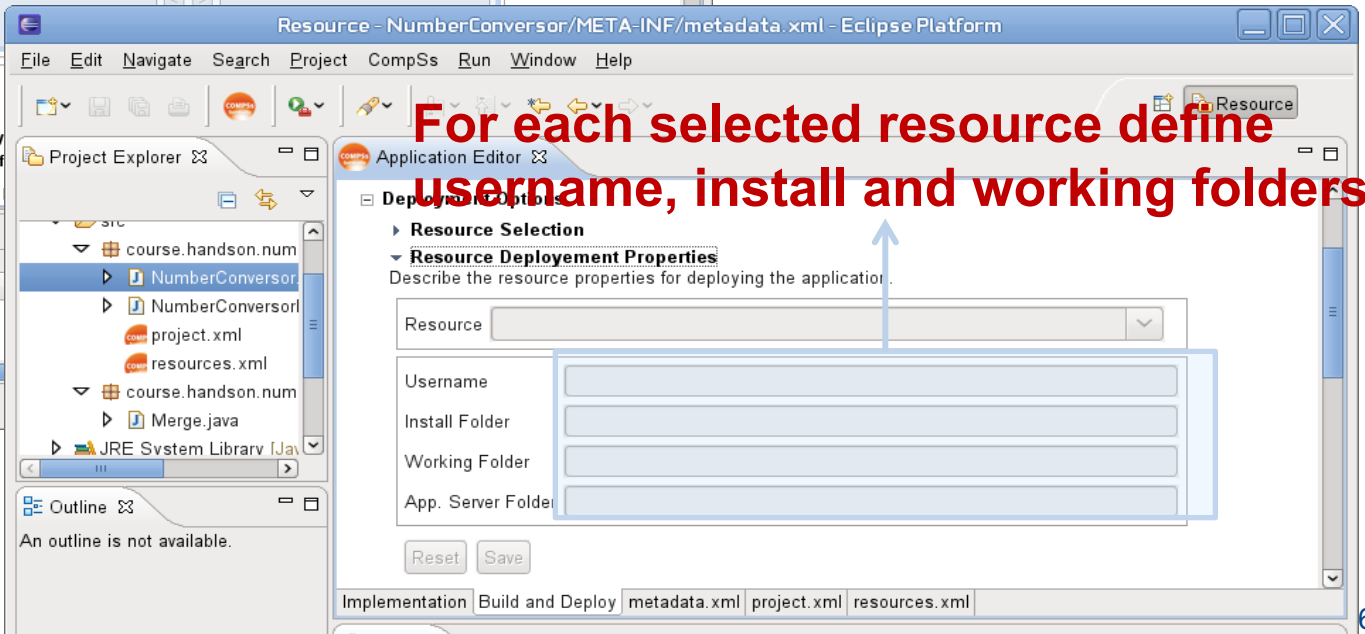 Resource - NumberConversor/META-INF/metadata.xml - Eclipse Platform
File Edit Navigate Search Project CompSs Run Window Help
For each selected resource define
username, install and working folders
Resource
Project Explorer
Application Editor
src
course.handson.num
NumberConversor.
NumberConversorI
project.xml
resources.xml
course.handson.num
Merge.java
JRE System Library [Jav
Outline
An outline is not available.
Deployment Options
Resource Selection
Resource Deployement Properties
Describe the resource properties for deploying the application.
Resource
Username
Install Folder
Working Folder
App. Server Folder
Reset Save
Implementation Build and Deploy metadata.xml project.xml resources.xml